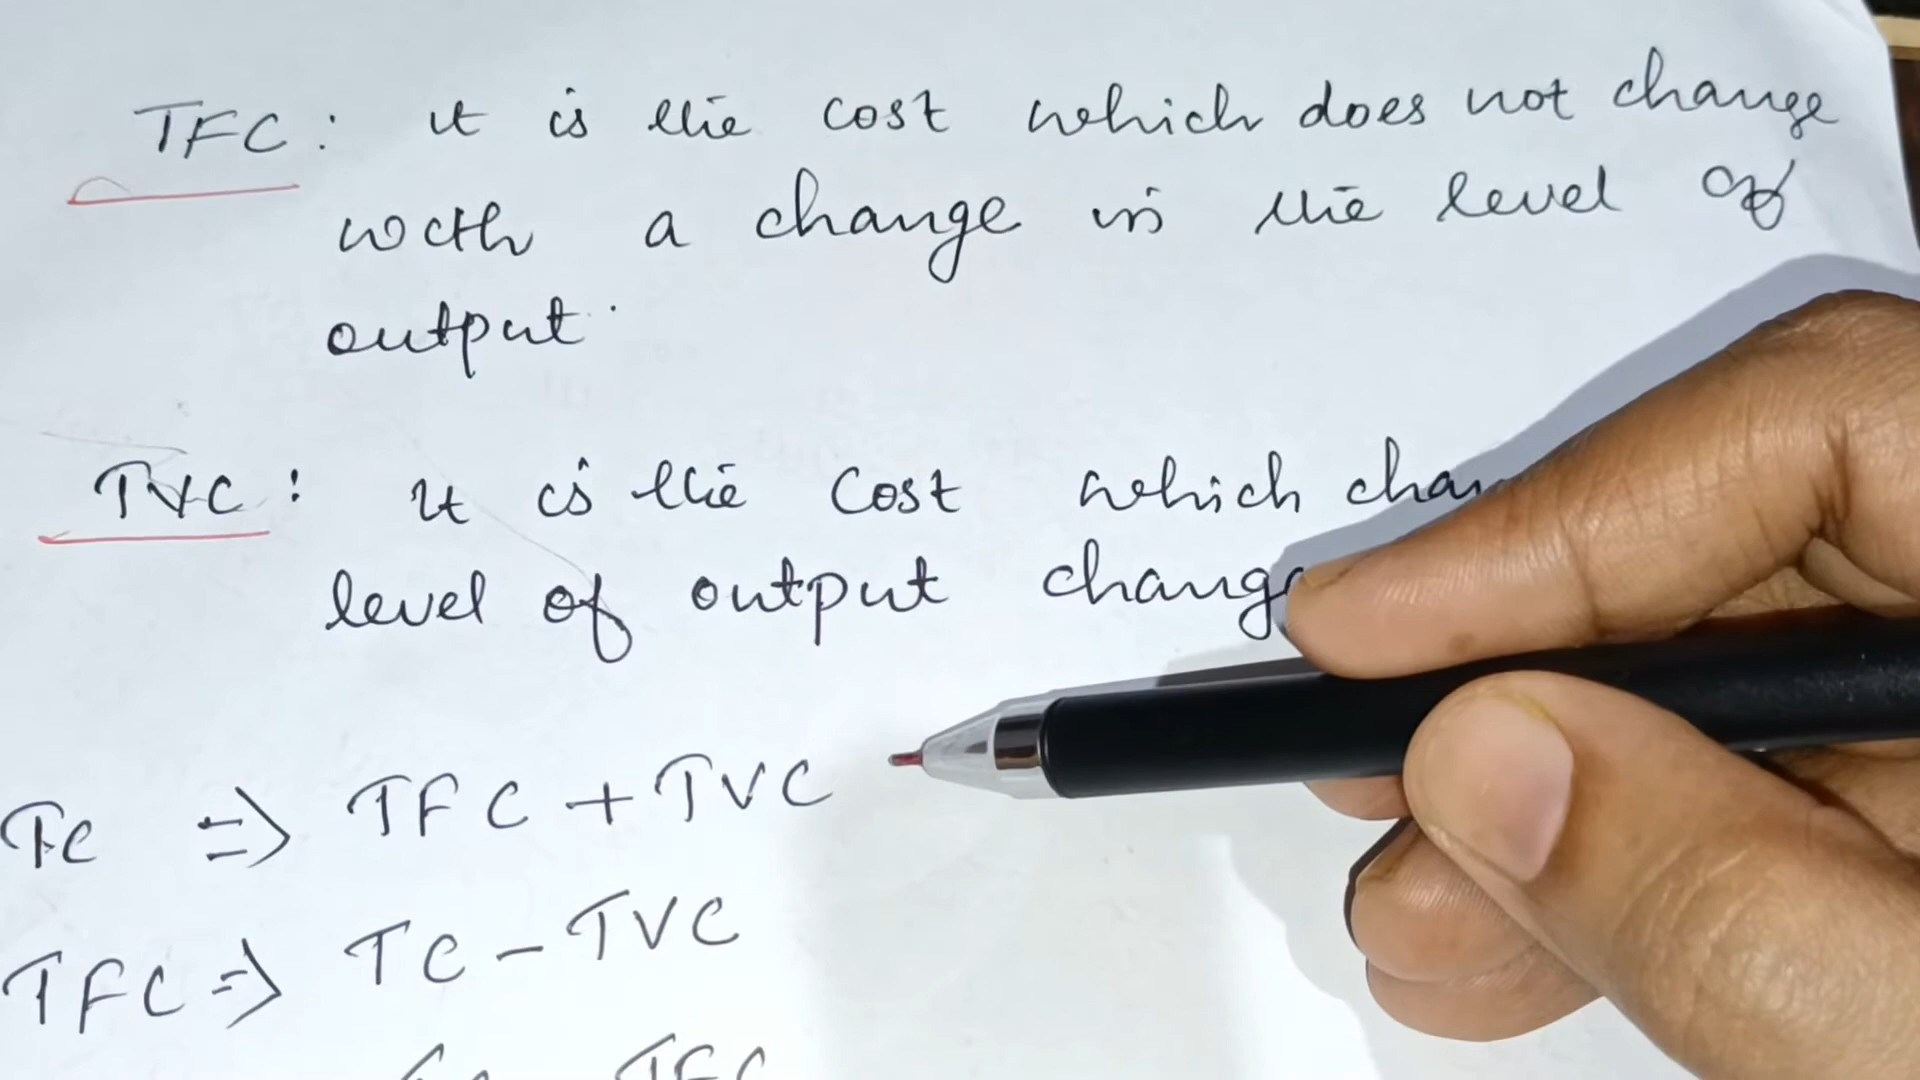 TFC: it is the cost which does not change
with a change in the level of
output.
TVC: it is the cost which
level of output
TC => TFC + TVC
TFC => TC - TVC